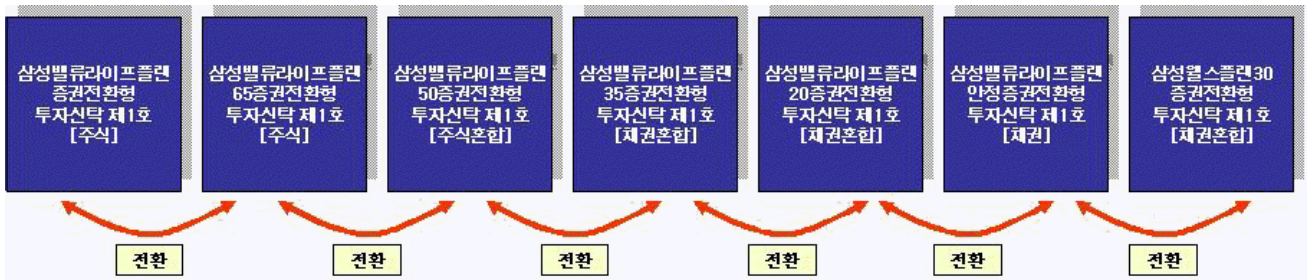 삼성밸류라이프플랜
증권전환형
투자신탁 제1호
[주식]
삼성밸류라이프플랜
65증권전환형
투자신탁 제1호
[주식]
삼성밸류라이프플랜
50증권전환형
투자신탁 제1호
[주식혼합]
삼성밸류라이프플랜
35증권전환형
투자신탁 제1호
[채권혼합]
삼성밸류라이프플랜
20증권전환형
투자신탁 제1호
[채권혼합]
삼성밸류라이프플랜
안정증권전환형
투자신탁 제1호
[채권]
삼성웰스플랜30
증권전환형
투자신탁 제1호
[채권혼합]
전환
전환
전환
전환
전환
전환